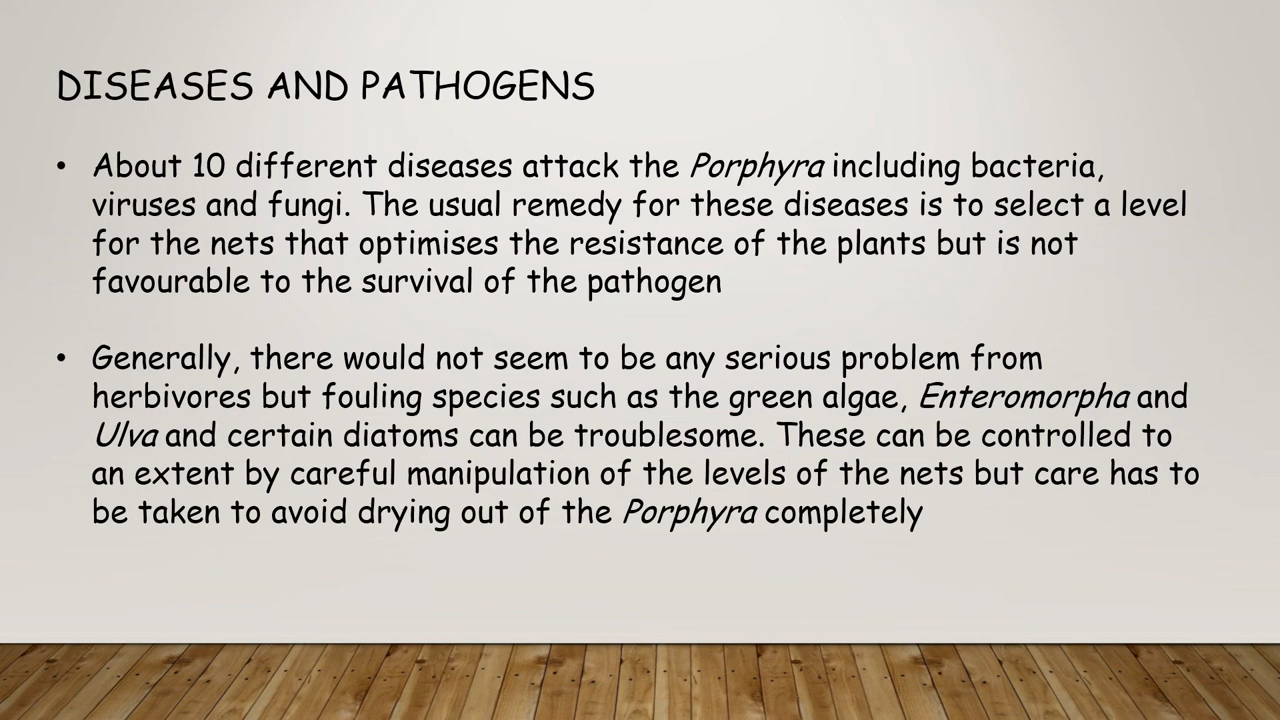 DISEASES AND PATHOGENS
• About 10 different diseases attack the Porphyra including bacteria,
viruses and fungi. The usual remedy for these diseases is to select a level
for the nets that optimises the resistance of the plants but is not
favourable to the survival of the pathogen
• Generally, there would not seem to be any serious problem from
herbivores but fouling species such as the green algae, Enteromorpha and
Ulva and certain diatoms can be troublesome. These can be controlled to
an extent by careful manipulation of the levels of the nets but care has to
be taken to avoid drying out of the Porphyra completely